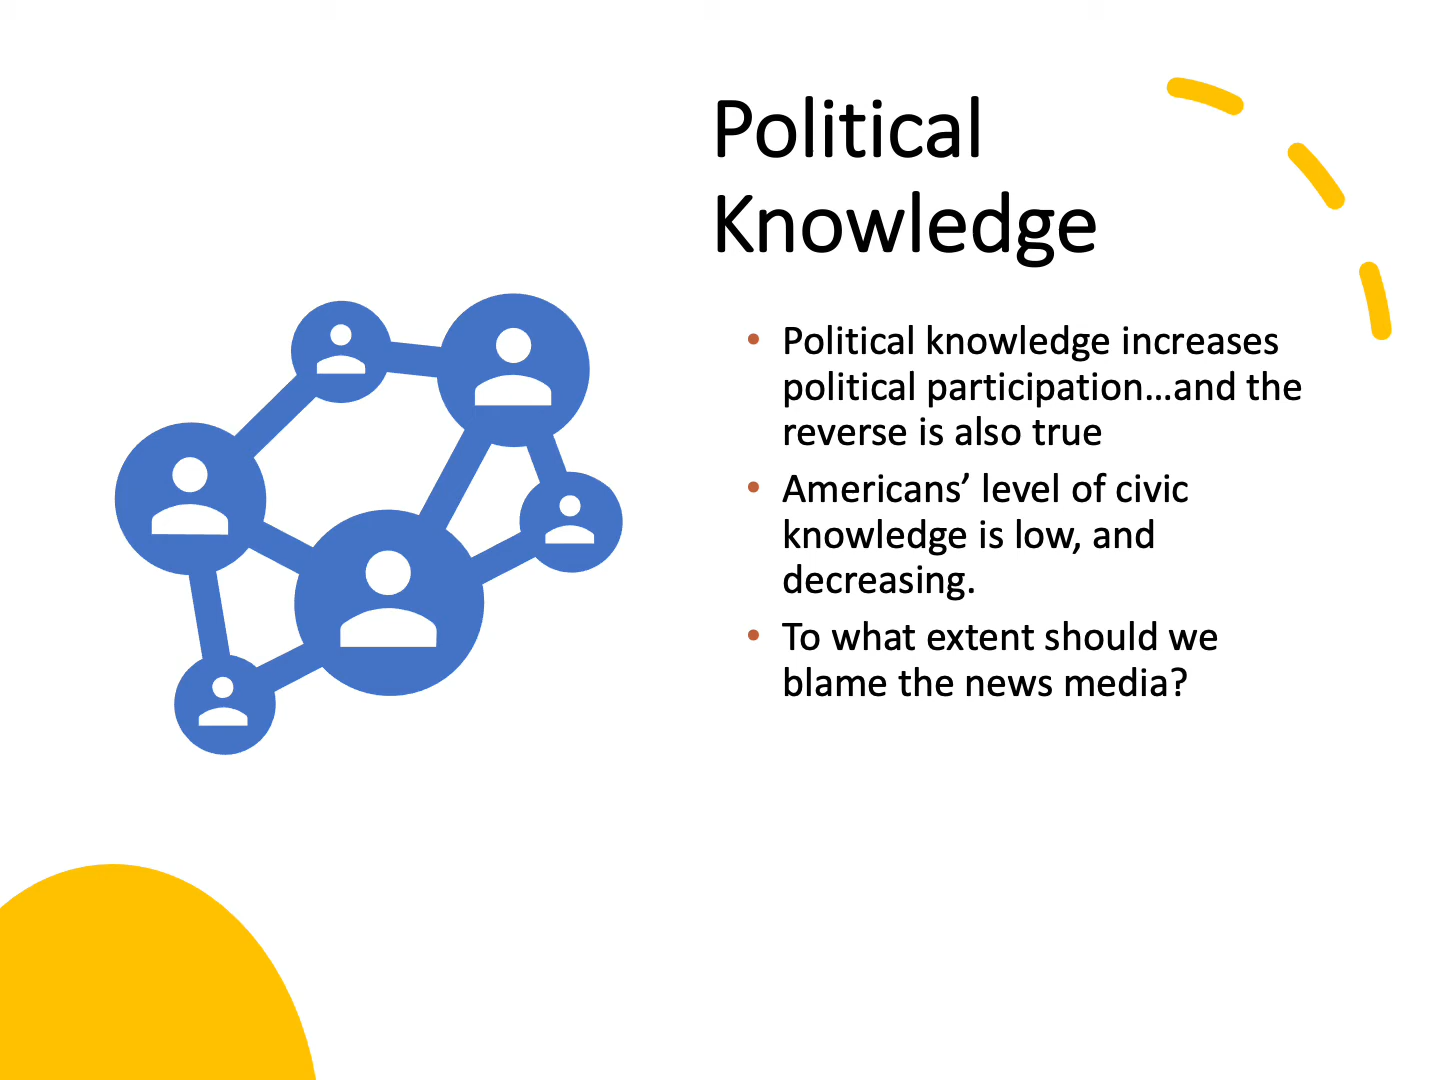 Political
Knowledge
• Political knowledge increases
political participation...and the
reverse is also true
• Americans’ level of civic
knowledge is low, and
decreasing.
• To what extent should we
blame the news media?